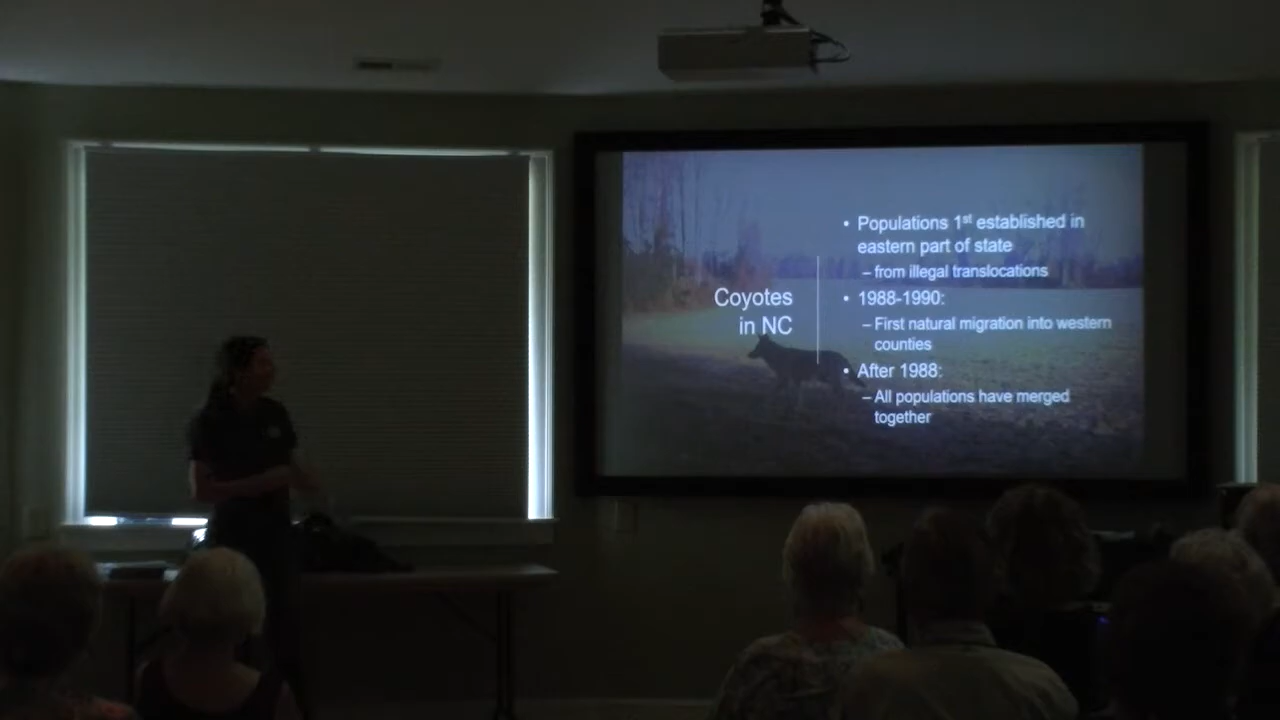 Coyotes
in NC
• Populations 1st established in
eastern part of state
– from illegal translocations
• 1988-1990:
– First natural migration into western
counties
• After 1988:
– All populations have merged
together